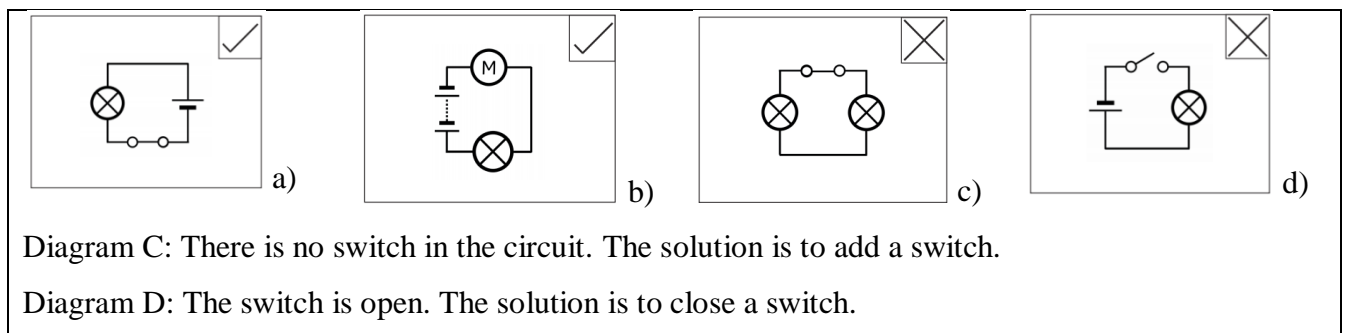 M
a)
b)
c)
d)
Diagram C: There is no switch in the circuit. The solution is to add a switch.
Diagram D: The switch is open. The solution is to close a switch.